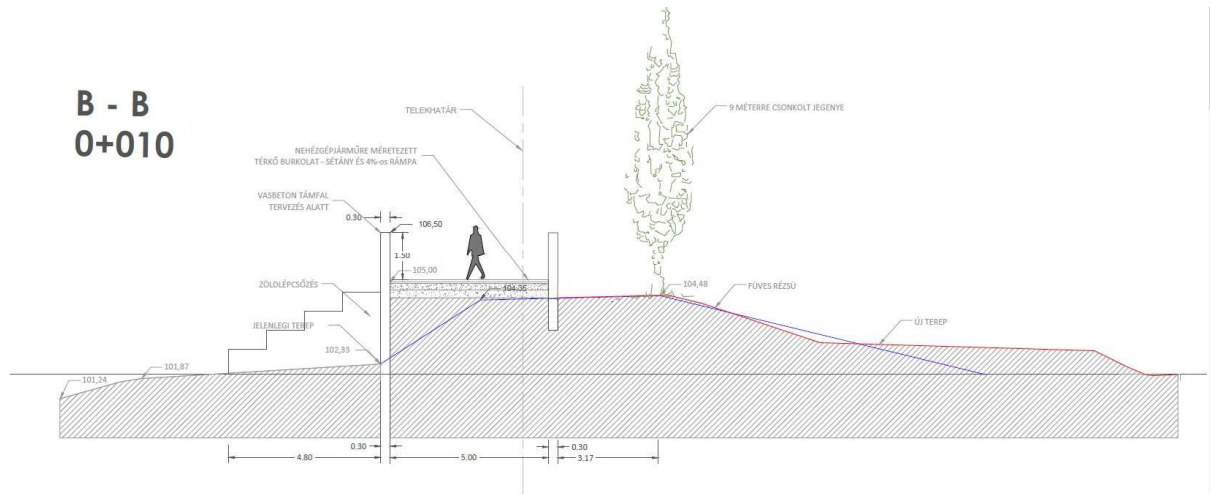 B - B
0+010
TELEKHATÁR
9 MÉTERRE CSONKOLT JEGENYE
NEHÉZGÉPJÁRMŰRE MÉRETEZETT
TÉRKŐ BURKOLAT - SÉTÁNY ÉS 4%-os RÁMPA
VASBETON TÁMFAL
TERVEZÉS ALATT
0.30
106,50
1.50
105,00
ZÖLDLÉPCSŐZÉS
104,35
104,48
FÜVES RÉZSŰ
JELENLEGI TEREP
ÚJ TEREP
102,33
101,87
101,24
0.30
0.30
4.80
5.00
3.17